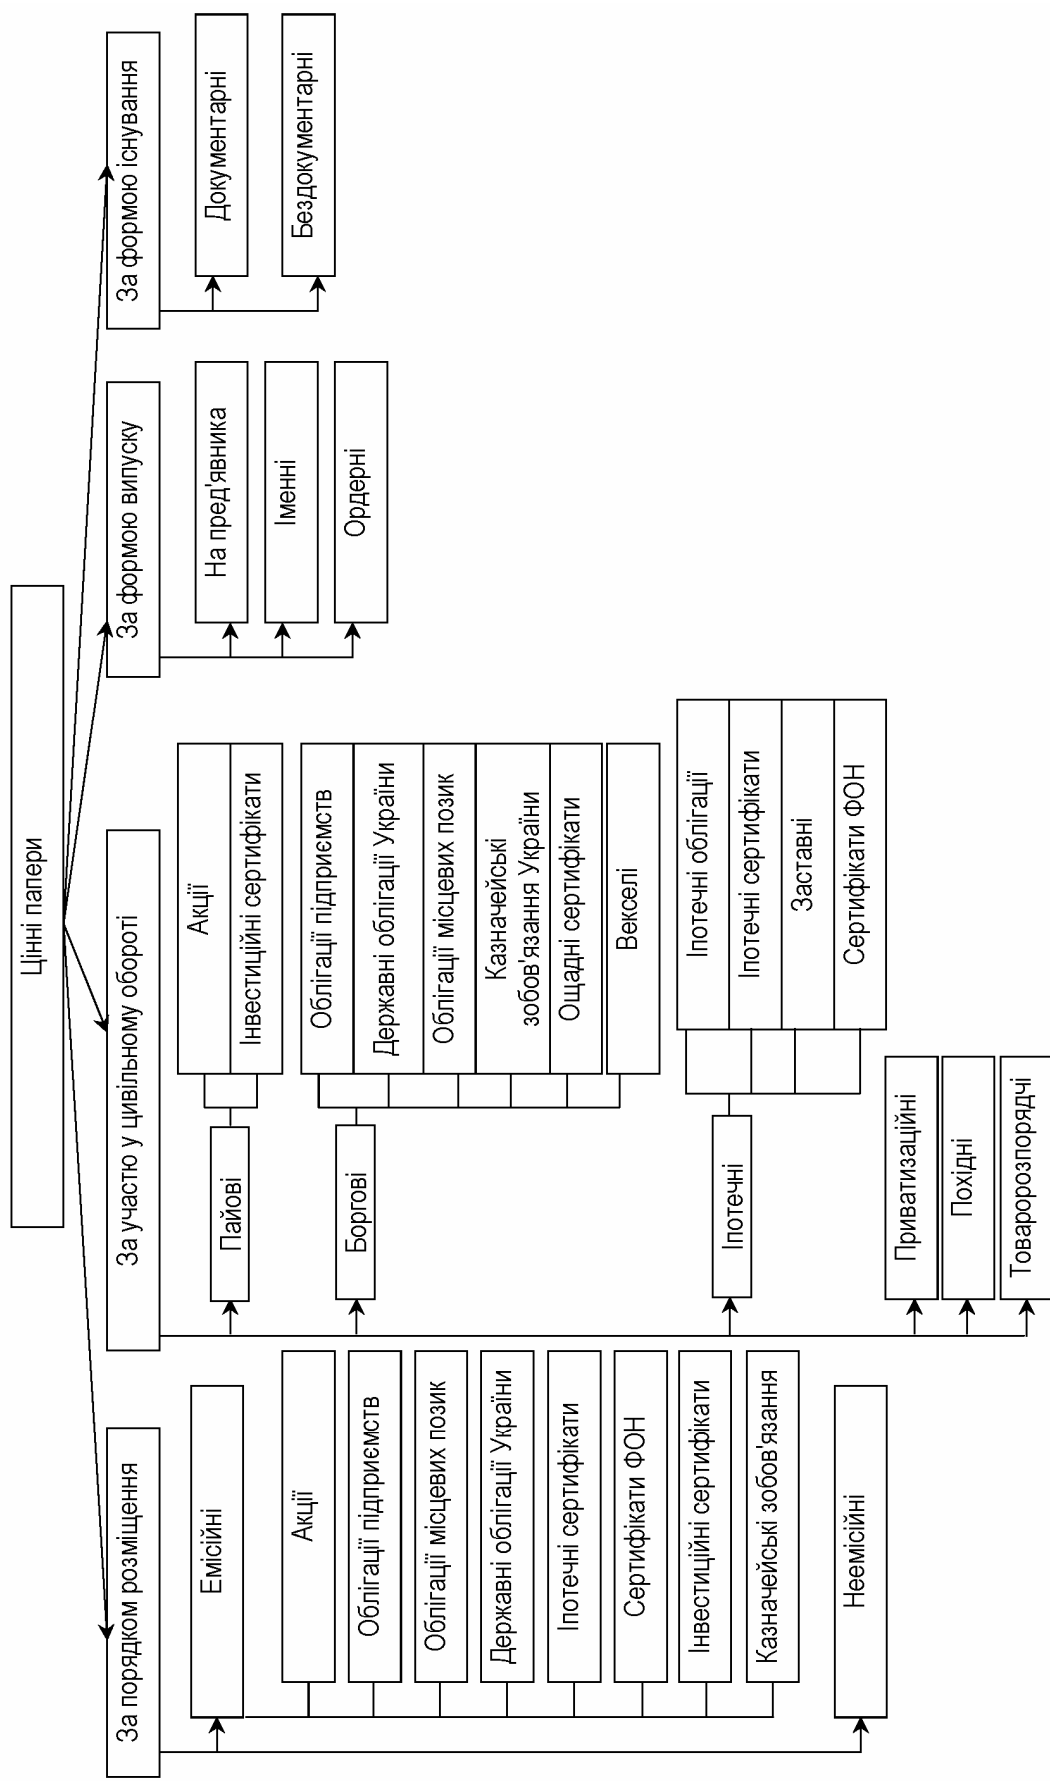 Цінні папери
За порядком розміщення
Емісійні
Акції
Облігації підприємств
Облігації місцевих позик
Державні облігації України
Іпотечні сертифікати
Сертифікати ФОН
Інвестиційні сертифікати
Казначейські зобов'язання
Неемісійні
За участю у цивільному обороті
Пайові
Акції
Інвестиційні сертифікати
Боргові
Облігації підприємств
Державні облігації України
Облігації місцевих позик
Казначейські
зобов'язання України
Ощадні сертифікати
Векселі
Іпотечні
Іпотечні облігації
Іпотечні сертифікати
Заставні
Сертифікати ФОН
Приватизаційні
Похідні
Товаророзпорядчі
За формою випуску
На пред'явника
Іменні
Ордерні
За формою існування
Документарні
Бездокументарні